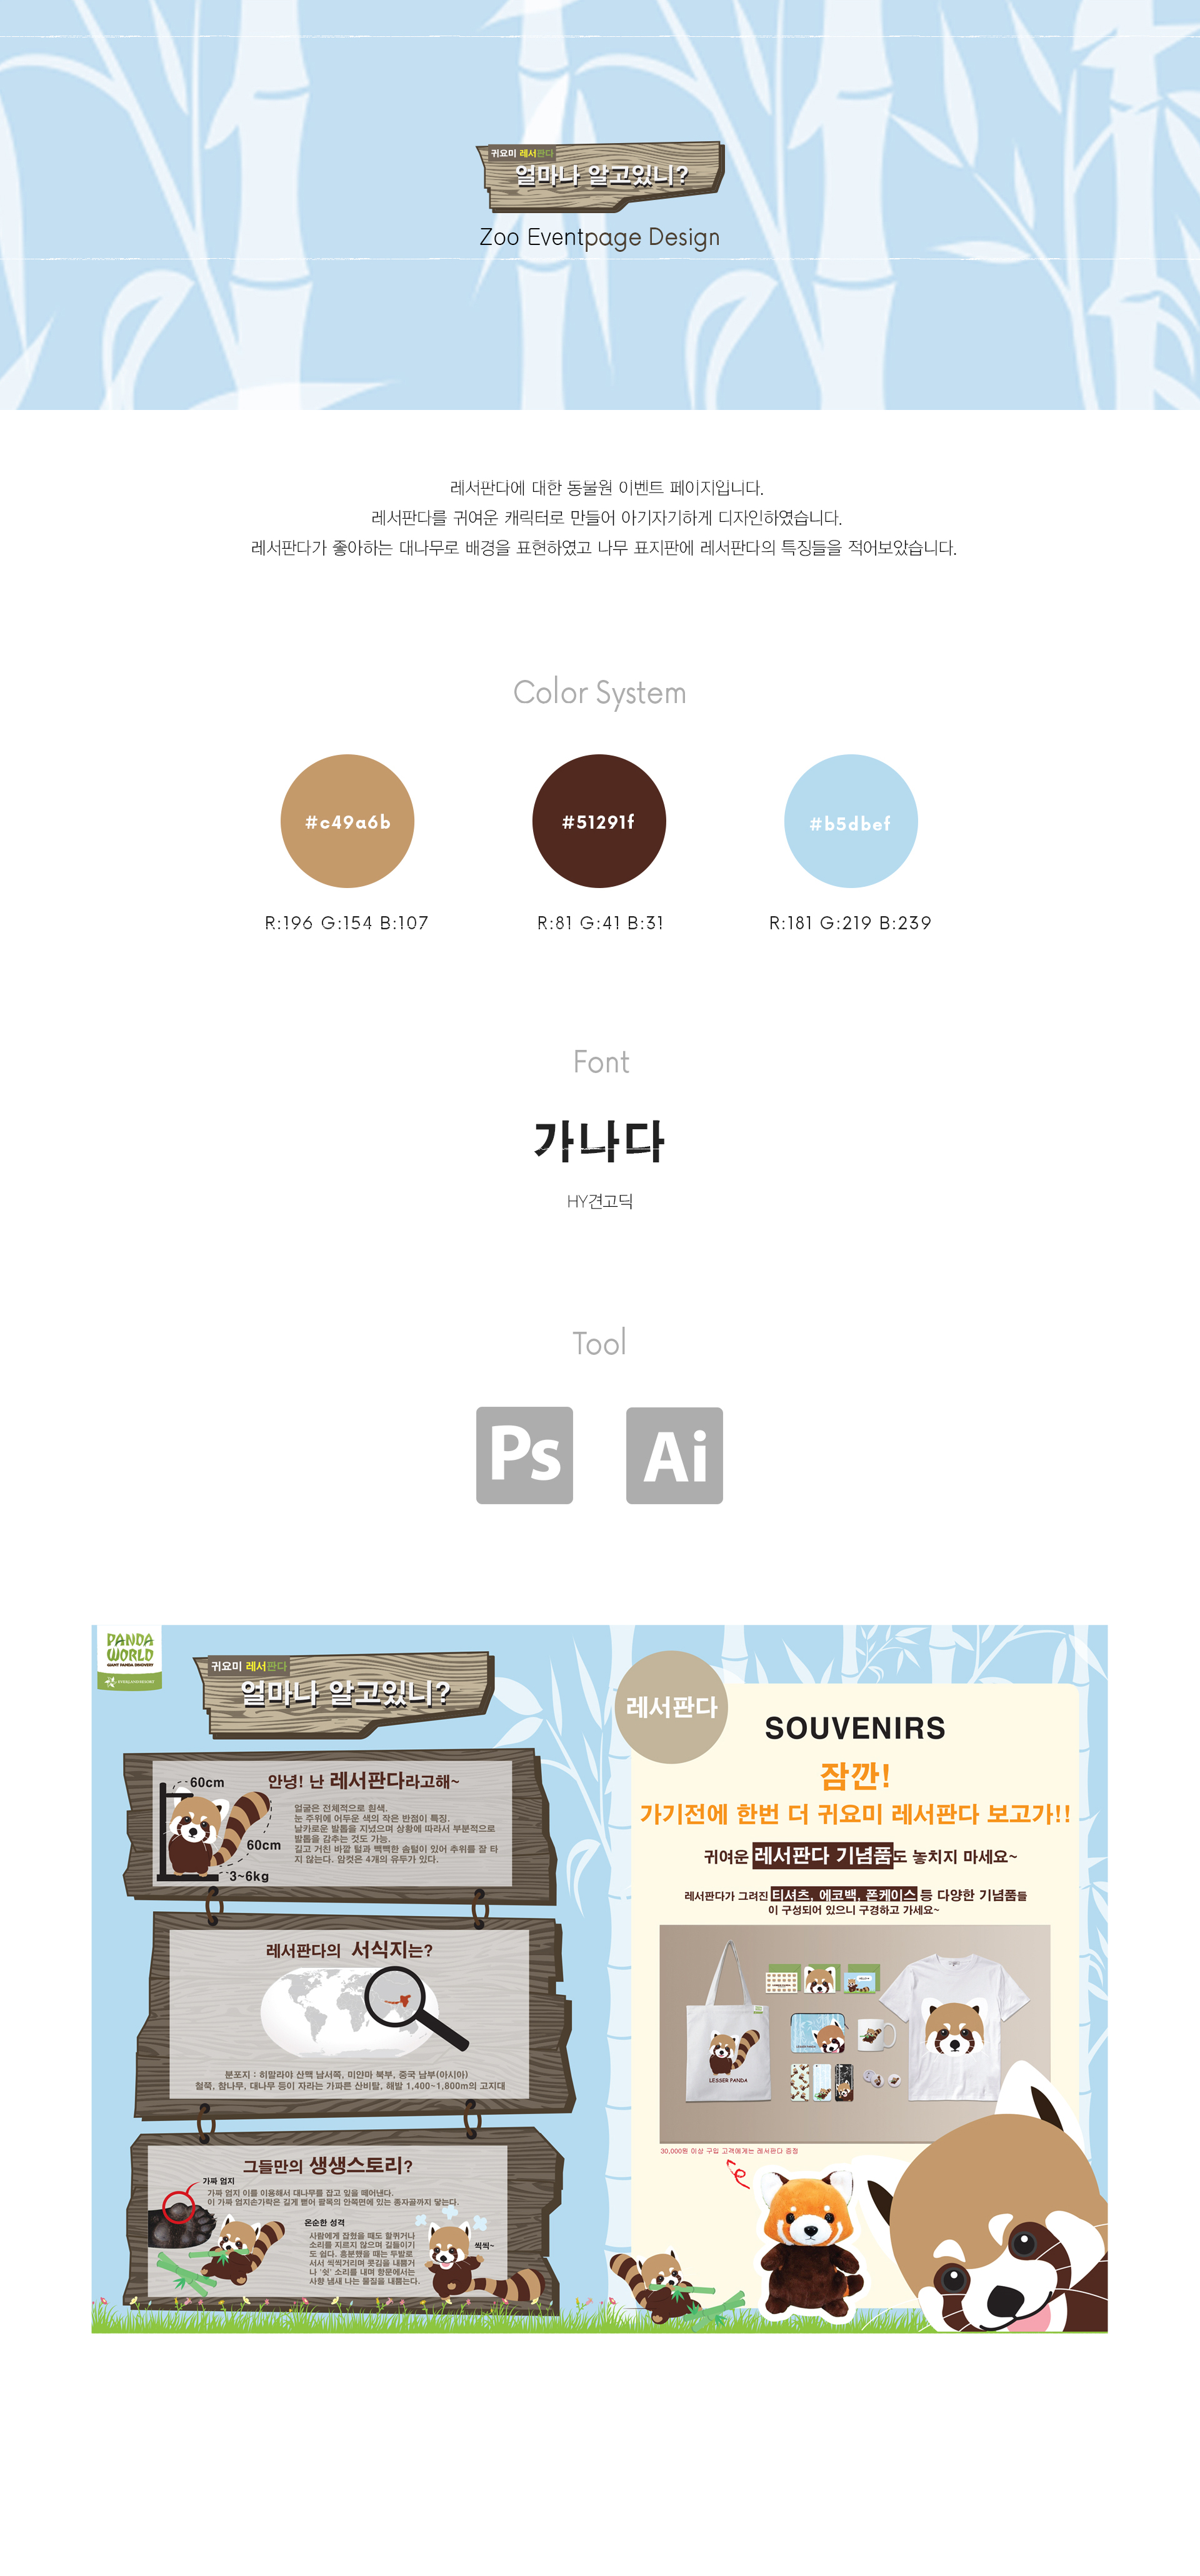 귀요미 레서판다
얼마나 알고있니?
Zoo Eventpage Design
레서판다에 대한 동물원 이벤트 페이지입니다.
레서판다를 귀여운 캐릭터로 만들어 아기자기하게 디자인하였습니다.
레서판다가 좋아하는 대나무로 배경을 표현하였고 나무 표지판에 레서판다의 특징들을 적어보았습니다.
Color System
#c49a6b
#51291f
#b5dbef
R:196 G:154 B:107
R:81 G:41 B:31
R:181 G:219 B:239
Font
가나다
HY견고딕
Tool
Ps
Ai
PANDA
WORLD
귀요미 레서판다
얼마나 알고있니?
60cm
안녕! 난 레서판다라고해~
얼굴은 전체적으로 흰색.
눈 주위에 어두운 색의 작은 반점이 특징.
날카로운 발톱을 지녔으며 상황에 따라서 부분적으로
발톱을 감추는 것도 가능.
길고 거친 바깥 털과 빽빽한 솜털이 있어 추위를 잘 타
지 않는다. 암컷은 4개의 유두가 있다.
60cm
3~6kg
레서판다의 서식지는?
분포지 : 히말라야 산맥 남서쪽, 미얀마 북부, 중국 남부(아시아)
철쭉, 참나무, 대나무 등이 자라는 가파른 산비탈, 해발 1,400~1,800m의 고지대
그들만의 생생스토리?
가짜 엄지
가짜 엄지 이를 이용해서 대나무를 잡고 잎을 떼어낸다.
이 가짜 엄지손가락은 길게 뻗어 팔목의 안쪽면에 있는 종자골까지 닿는다.
온순한 성격
사람에게 잡혔을 때도 할퀴거나
소리를 지르지 않으며 길들이기
도 쉽다. 흥분했을 때는 두발로
서서 씩씩거리며 콧김을 내뿜거
나 '쉿' 소리를 내며 항문에서는
사향 냄새 나는 물질을 내뿜는다.
씩씩~
레서판다
SOUVENIRS
잠깐!
가기전에 한번 더 귀요미 레서판다 보고가!!
귀여운 레서판다 기념품도 놓치지 마세요~
레서판다가 그려진 티셔츠, 에코백, 폰케이스 등 다양한 기념품들
이 구성되어 있으니 구경하고 가세요~
LESSER PANDA
30,000원 이상 구입 고객에게는 레서판다 증정